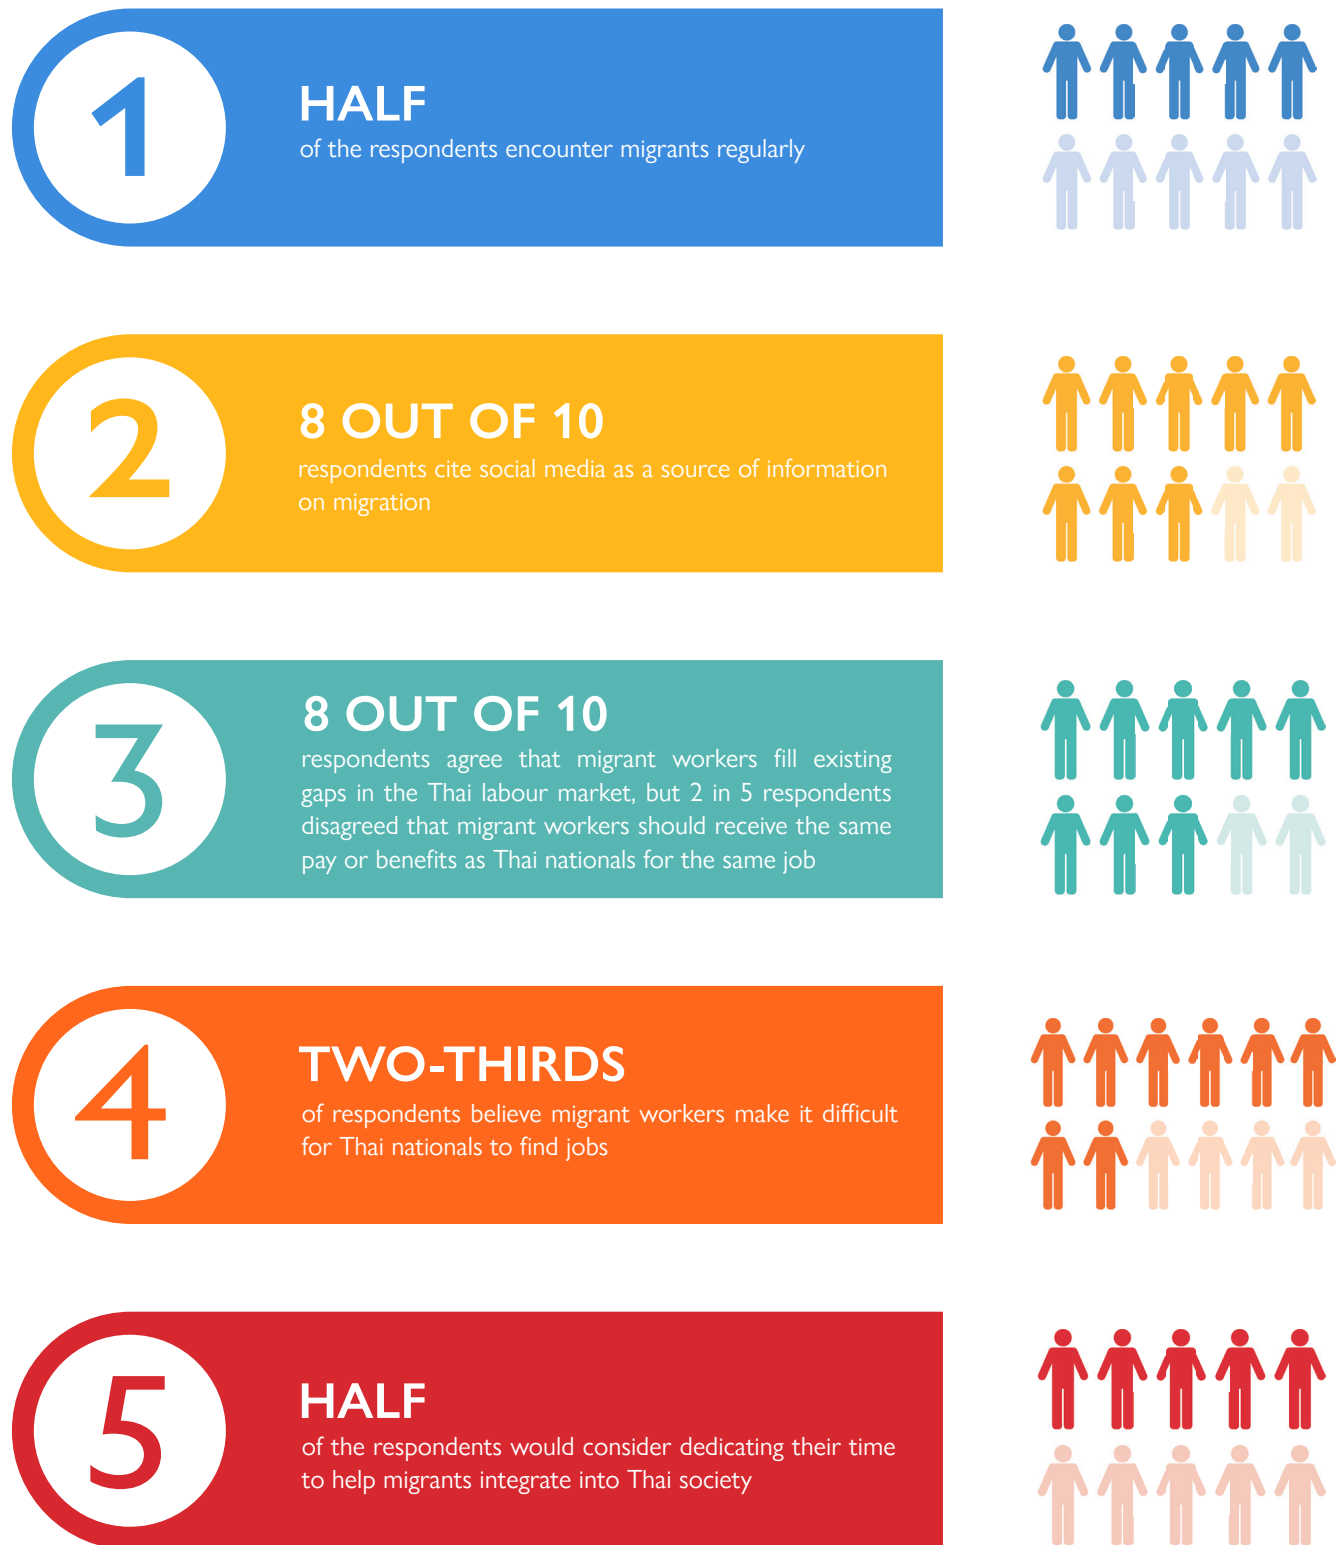 1
HALF
of the respondents encounter migrants regularly
2
8 OUT OF 10
respondents cite social media as a source of information
on migration
3
8 OUT OF 10
respondents agree that migrant workers fill existing
gaps in the Thai labour market, but 2 in 5 respondents
disagreed that migrant workers should receive the same
pay or benefits as Thai nationals for the same job
4
TWO-THIRDS
of respondents believe migrant workers make it difficult
for Thai nationals to find jobs
5
HALF
of the respondents would consider dedicating their time
to help migrants integrate into Thai society